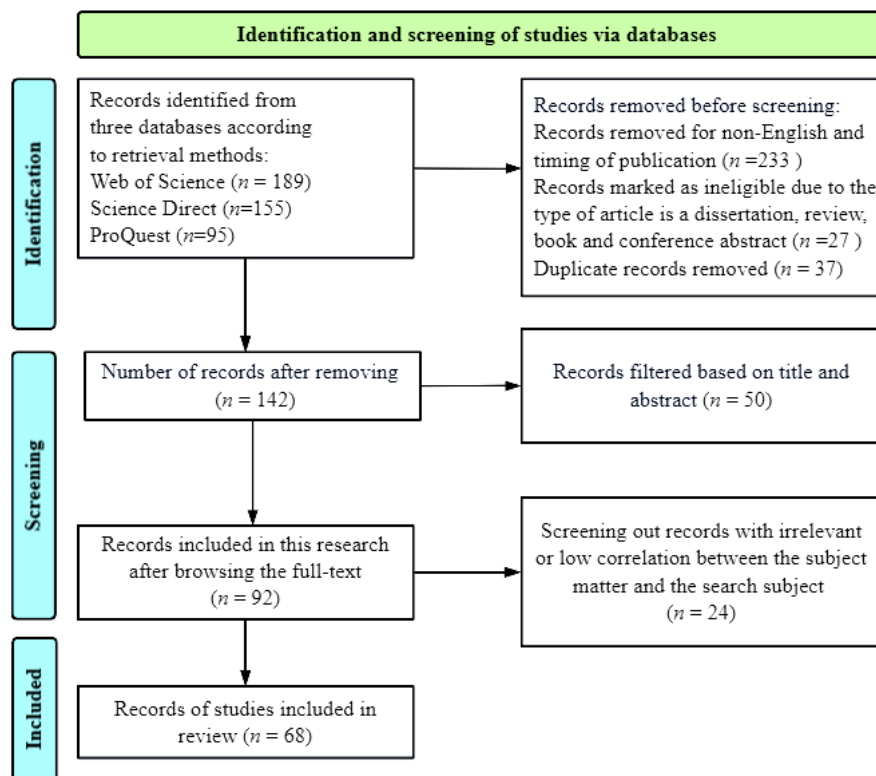 Identification and screening of studies via databases
Identification
Records identified from
three databases according
to retrieval methods:
Web of Science (n = 189)
Science Direct (n=155)
ProQuest (n=95)
Records removed before screening:
Records removed for non-English and
timing of publication (n =233 )
Records marked as ineligible due to the
type of article is a dissertation, review,
book and conference abstract (n =27 )
Duplicate records removed (n = 37)
Screening
Number of records after removing
(n = 142)
Records filtered based on title and
abstract (n = 50)
Records included in this research
after browsing the full-text
(n = 92)
Screening out records with irrelevant
or low correlation between the subject
matter and the search subject
(n = 24)
Included
Records of studies included in
review (n = 68)